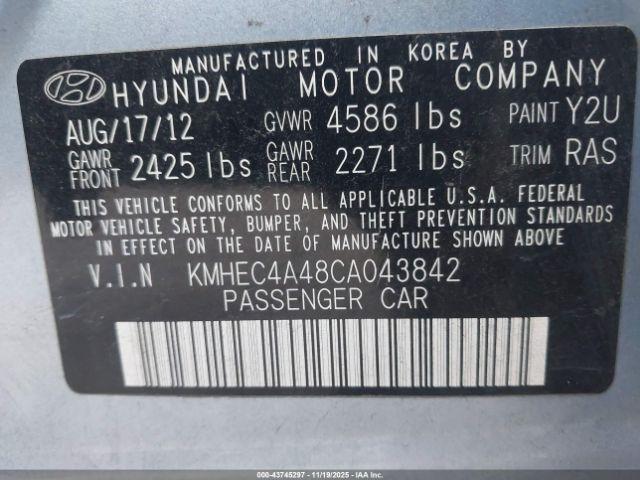 MANUFACTURED IN KOREA BY
HYUNDAI MOTOR COMPANY
AUG/17/12 GVWR 4586 lbs PAINT Y2U
GAWR FRONT 2425 lbs GAWR REAR 2271 lbs TRIM RAS
THIS VEHICLE CONFORMS TO ALL APPLICABLE U.S.A. FEDERAL
MOTOR VEHICLE SAFETY, BUMPER, AND THEFT PREVENTION STANDARDS
IN EFFECT ON THE DATE OF MANUFACTURE SHOWN ABOVE
V.I.N KMHEC4A48CA043842
PASSENGER CAR
000-43745297 - 11/19/2025 - IAAI.COM